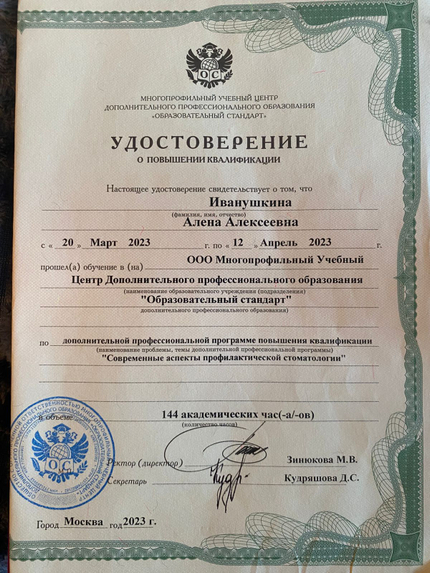 ОС
МНОГОПРОФИЛЬНЫЙ УЧЕБНЫЙ ЦЕНТР
ДОПОЛНИТЕЛЬНОГО ПРОФЕССИОНАЛЬНОГО ОБРАЗОВАНИЯ
«ОБРАЗОВАТЕЛЬНЫЙ СТАНДАРТ»
УДОСТОВЕРЕНИЕ
О ПОВЫШЕНИИ КВАЛИФИКАЦИИ
Настоящее удостоверение свидетельствует о том, что
Иванушкина
(фамилия, имя, отчество)
Алена Алексеевна
с « 20 » Март 2023 г. по « 12 » Апрель 2023 г.
прошел(а) обучение в (на) ООО Многопрофильный Учебный
Центр Дополнительного профессионального образования
(наименование образовательного учреждения (подразделения)
"Образовательный стандарт"
дополнительного профессионального образования)
по дополнительной профессиональной программе повышения квалификации
(наименование проблемы, темы дополнительной профессиональной программы)
"Современные аспекты профилактической стоматологии"
в объеме 144 академических час(-а/-ов)
(количество часов)
ОС
Ректор (директор) Зинюкова М.В.
Секретарь Кудряшова Д.С.
Город Москва год 2023 г.